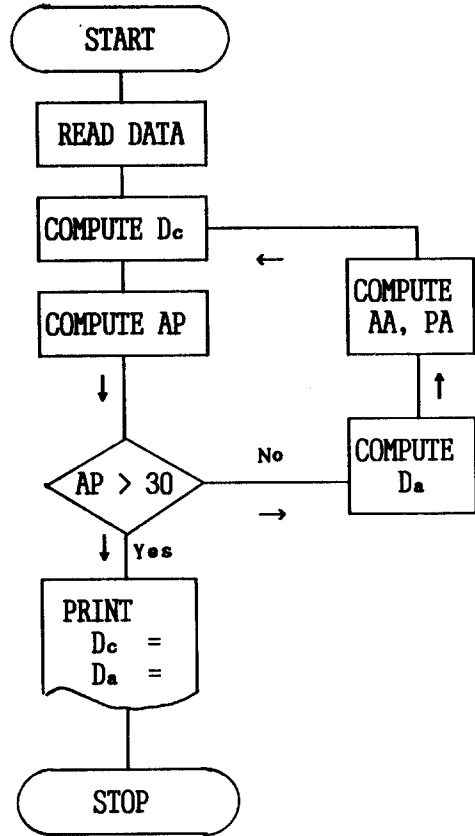 START
READ DATA
COMPUTE Dc
COMPUTE AP
COMPUTE
AA, PA
AP > 30
No
COMPUTE
Da
Yes
PRINT
Dc =
Da =
STOP